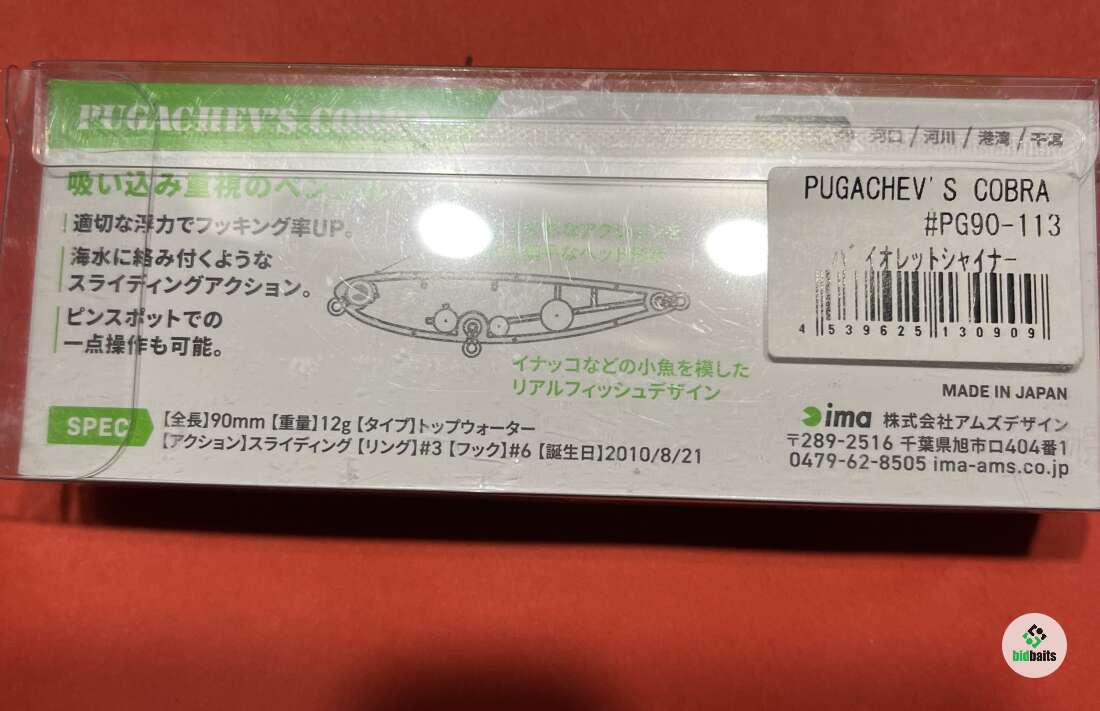 PUGACHEV'S COBRA
河口 / 河川 / 港湾 / 干潟
吸い込み重視のペンシル
適切な浮力でフッキング率UP。
海水に絡み付くような
スライディングアクション。
ピンスポットでの
一点操作も可能。
イナッコなどの小魚を模した
リアルフィッシュデザイン
PUGACHEV'S COBRA
#PG90-113
バイオレットシャイナー
4 539625 130909
MADE IN JAPAN
SPEC
【全長】90mm【重量】12g【タイプ】トップウォーター
【アクション】スライディング【リング】#3【フック】#6【誕生日】2010/8/21
ima 株式会社アムズデザイン
〒289-2516 千葉県旭市ロ404番1
0479-62-8505 ima-ams.co.jp
bidbaits